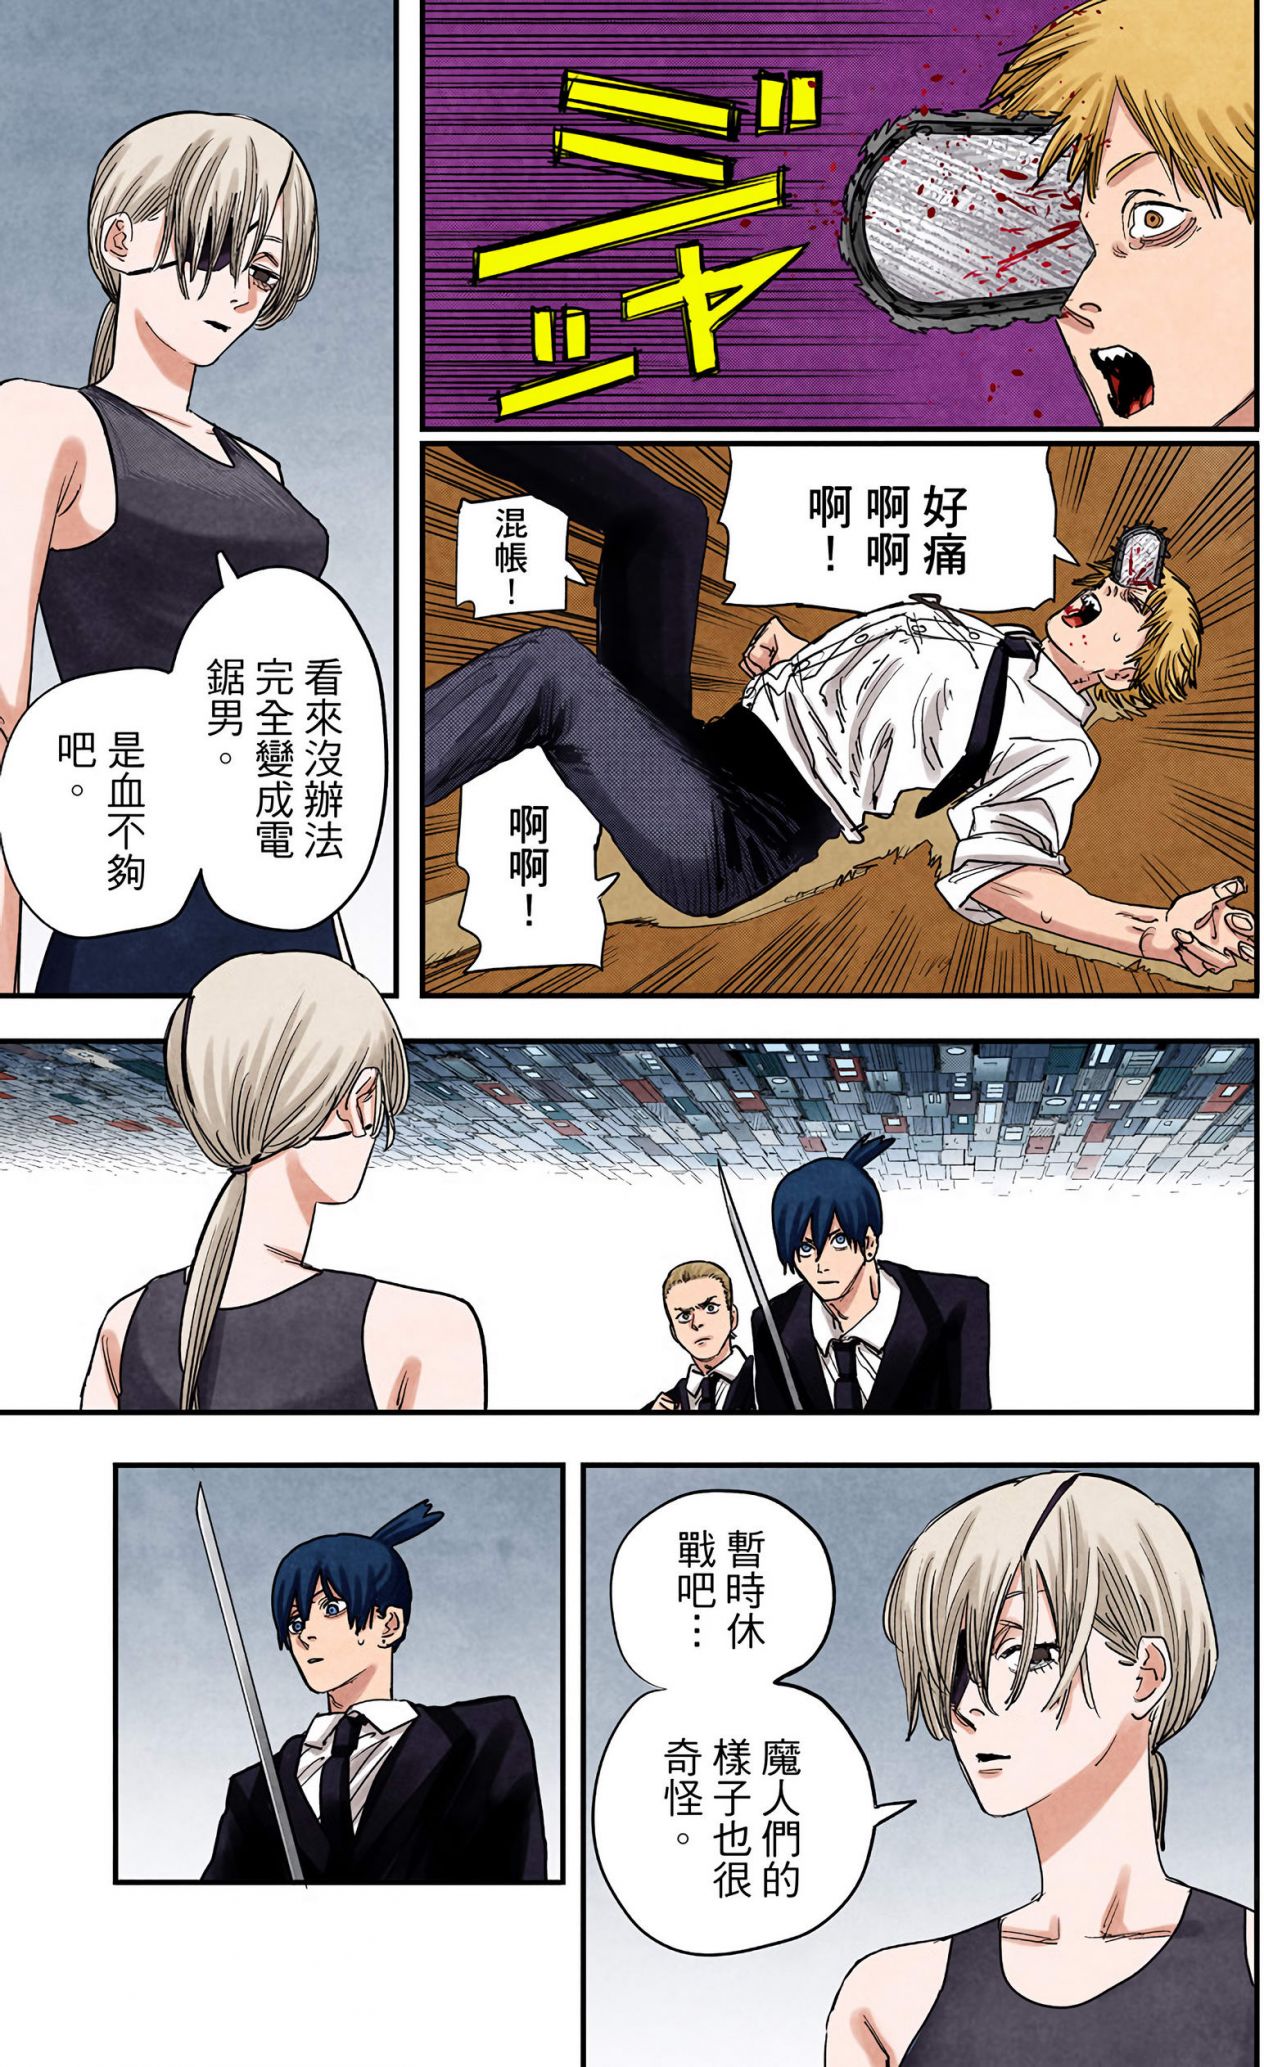 ジャッ
好痛
啊啊
啊！
混帳！
啊啊！
看來沒辦法
完全變成電
鋸男。
是血不夠
吧。
暫時休
戰吧…
魔人們的
樣子也很
奇怪。